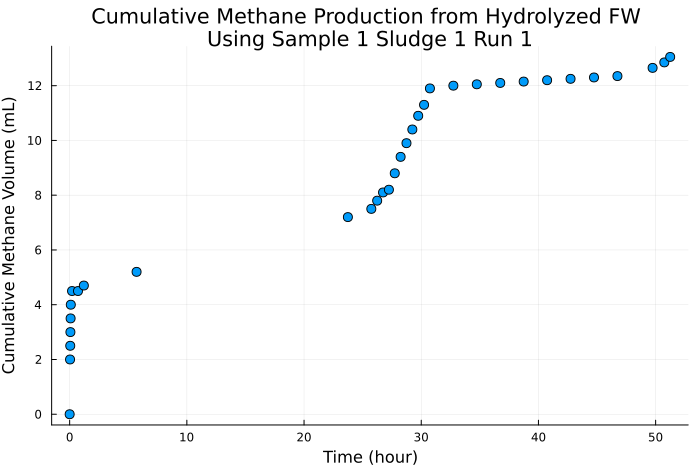 Cumulative Methane Production from Hydrolyzed FW
Using Sample 1 Sludge 1 Run 1
Cumulative Methane Volume (mL)
12
10
8
6
4
2
0
0 10 20 30 40 50
Time (hour)